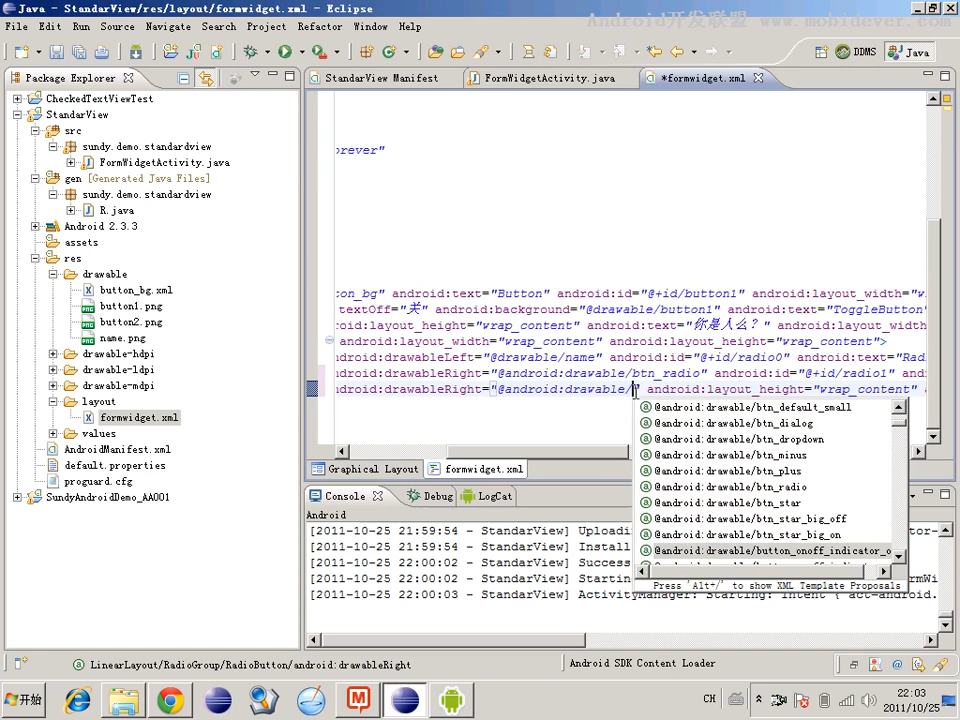 Java - StandarView/res/layout/formwidget.xml - Eclipse
Android开发联盟 www.mobidever.com
File Edit Run Source Navigate Search Project Refactor Window Help
DDMS Java
Package Explorer
StandarView Manifest
FormWidgetActivity.java
*formwidget.xml
CheckedTextViewTest
StandarView
src
sundy.demo.standardview
FormWidgetActivity.java
gen [Generated Java Files]
sundy.demo.standardview
R.java
Android 2.3.3
assets
res
drawable
button_bg.xml
button1.png
button2.png
name.png
drawable-hdpi
drawable-ldpi
drawable-mdpi
layout
formwidget.xml
values
AndroidManifest.xml
default.properties
proguard.cfg
SundyAndroidDemo_AA001
orever"
con_bg" android:text="Button" android:id="@+id/button1" android:layout_width="w
textOff="关" android:background="@drawable/button1" android:text="ToggleButton"
roid:layout_height="wrap_content" android:text="你是人么？" android:layout_width
android:layout_width="wrap_content" android:layout_height="wrap_content">
ndroid:drawableLeft="@drawable/name" android:id="@+id/radio0" android:text="Rad
ndroid:drawableRight="@android:drawable/btn_radio" android:id="@+id/radio1" and
ndroid:drawableRight="@android:drawable/" android:layout_height="wrap_content"
@android:drawable/btn_default_small
@android:drawable/btn_dialog
@android:drawable/btn_dropdown
@android:drawable/btn_minus
@android:drawable/btn_plus
@android:drawable/btn_radio
@android:drawable/btn_star
@android:drawable/btn_star_big_off
@android:drawable/btn_star_big_on
@android:drawable/button_onoff_indicator_o
Press 'Alt+/' to show XML Template Proposals
Graphical Layout
formwidget.xml
Console
Debug
LogCat
Android
[2011-10-25 21:59:54 - StandarView]
[2011-10-25 21:59:54 - StandarView] Install
[2011-10-25 22:00:02 - StandarView] Success
[2011-10-25 22:00:02 - StandarView]
[2011-10-25 22:00:03 - StandarView] ActivityManager: Starting: Intent { act=android.
LinearLayout/RadioGroup/RadioButton/android:drawableRight
Android SDK Content Loader
开始
CH
22:03
2011/10/25